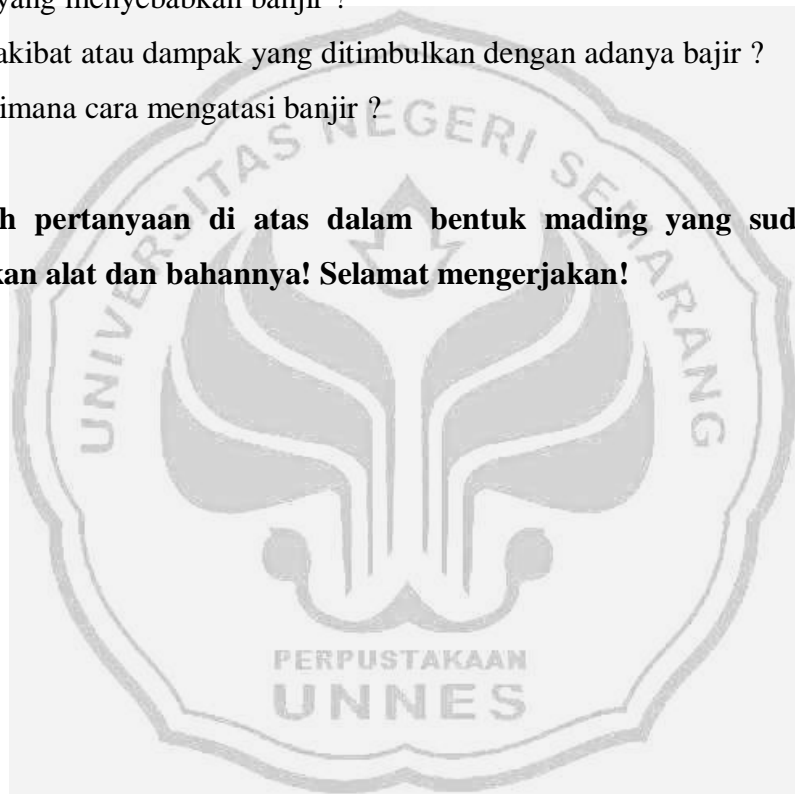 yang menyebabkan banjir ?
akibat atau dampak yang ditimbulkan dengan adanya bajir ?
imana cara mengatasi banjir ?
h pertanyaan di atas dalam bentuk mading yang sud
kan alat dan bahannya! Selamat mengerjakan!
UNIVERSITAS NEGERI SEMARANG
PERPUSTAKAAN
UNNES